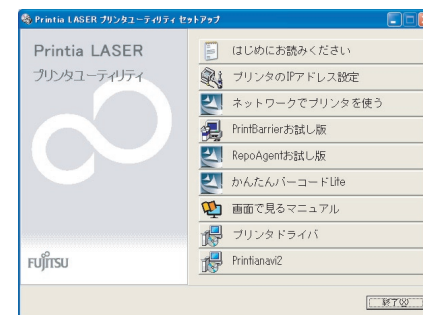 Printia LASER プリンタユーティリティ セットアップ
Printia LASER
プリンタユーティリティ
はじめにお読みください
プリンタのIPアドレス設定
ネットワークでプリンタを使う
PrintBarrierお試し版
RepoAgentお試し版
かんたんバーコードLite
画面で見るマニュアル
プリンタドライバ
Printianavi2
FUJITSU
終了(X)